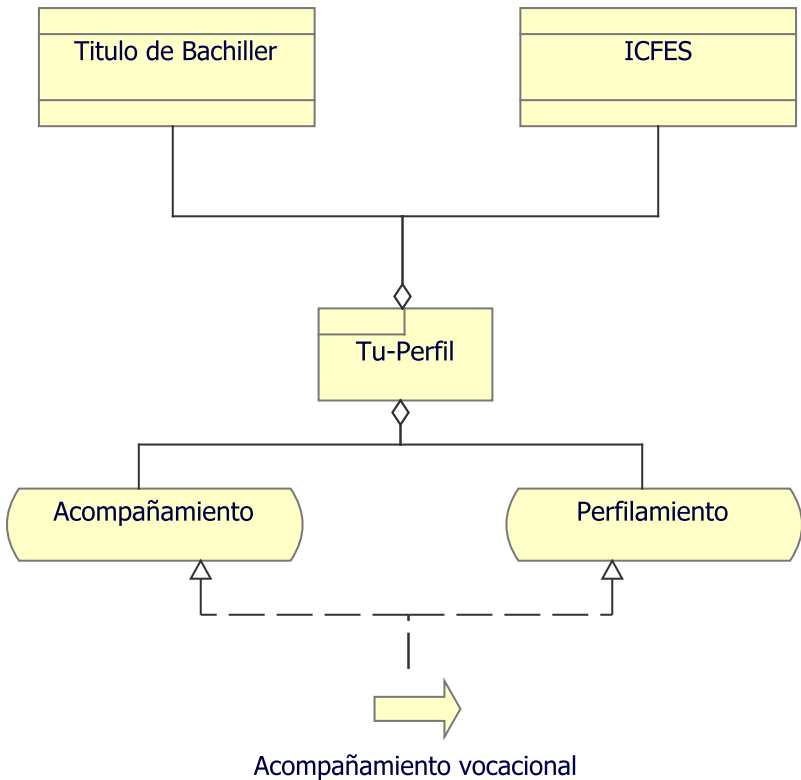 Titulo de Bachiller
ICFES
Tu-Perfil
Acompañamiento
Perfilamiento
Acompañamiento vocacional